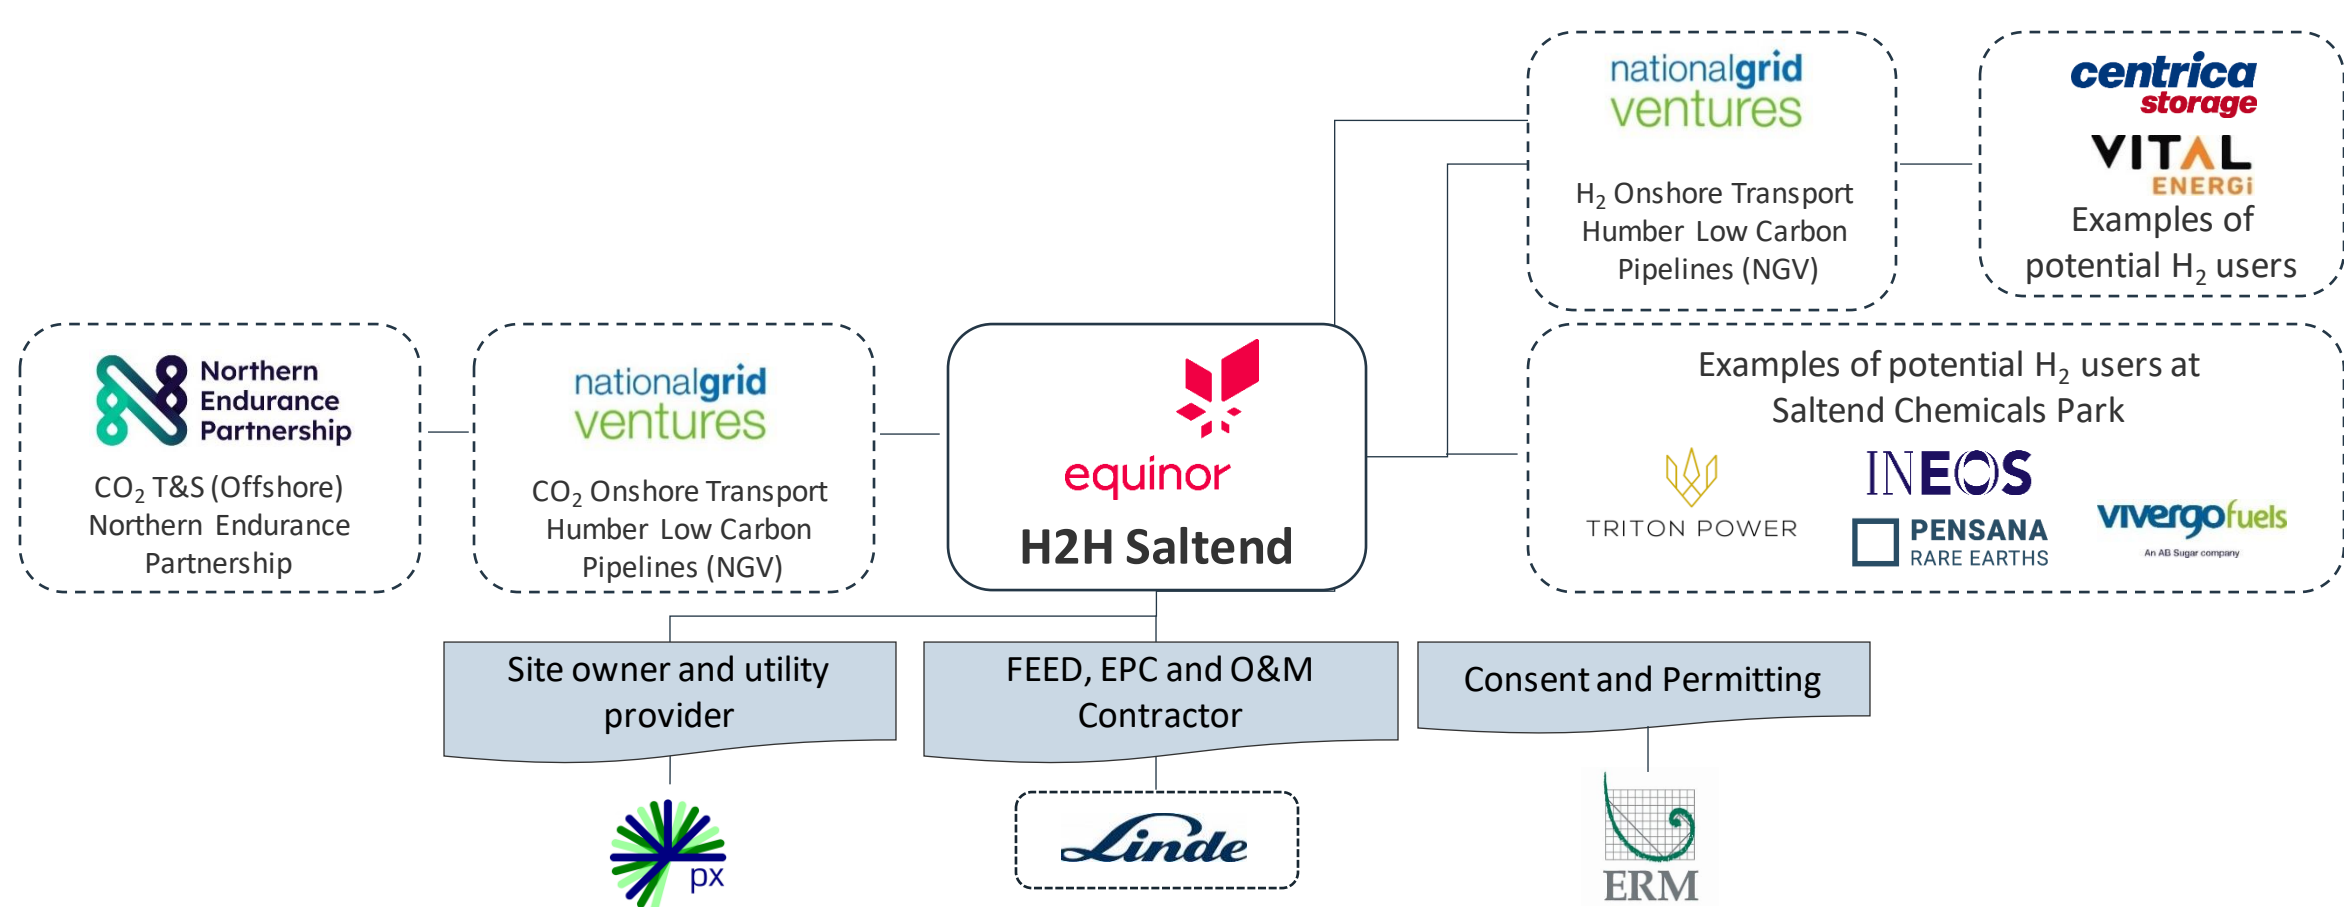 nationalgrid
ventures
H₂ Onshore Transport
Humber Low Carbon
Pipelines (NGV)
centrica
storage
VITAL
ENERGi
Examples of
potential H₂ users
Northern
Endurance
Partnership
CO₂ T&S (Offshore)
Northern Endurance
Partnership
nationalgrid
ventures
CO₂ Onshore Transport
Humber Low Carbon
Pipelines (NGV)
equinor
H2H Saltend
Examples of potential H₂ users at
Saltend Chemicals Park
TRITON POWER
INEOS
PENSANA
RARE EARTHS
vivergofuels
An AB Sugar company
Site owner and utility
provider
px
FEED, EPC and O&M
Contractor
Linde
Consent and Permitting
ERM